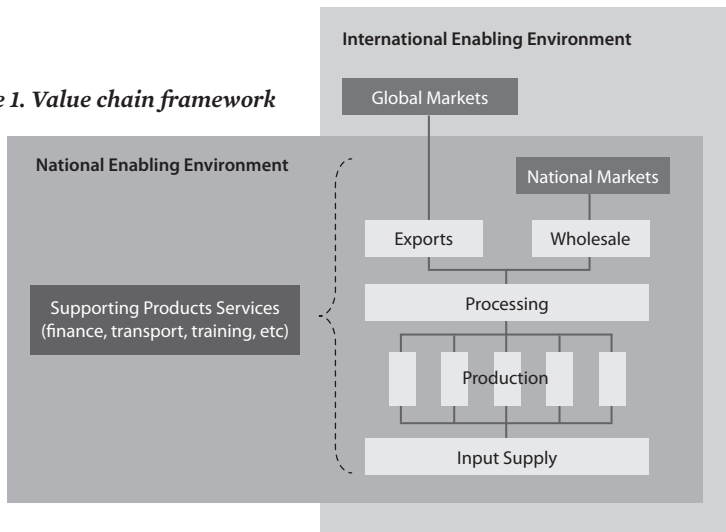 International Enabling Environment
e 1. Value chain framework
Global Markets
National Enabling Environment
National Markets
Exports
Wholesale
Supporting Products Services
(finance, transport, training, etc)
Processing
Production
Input Supply